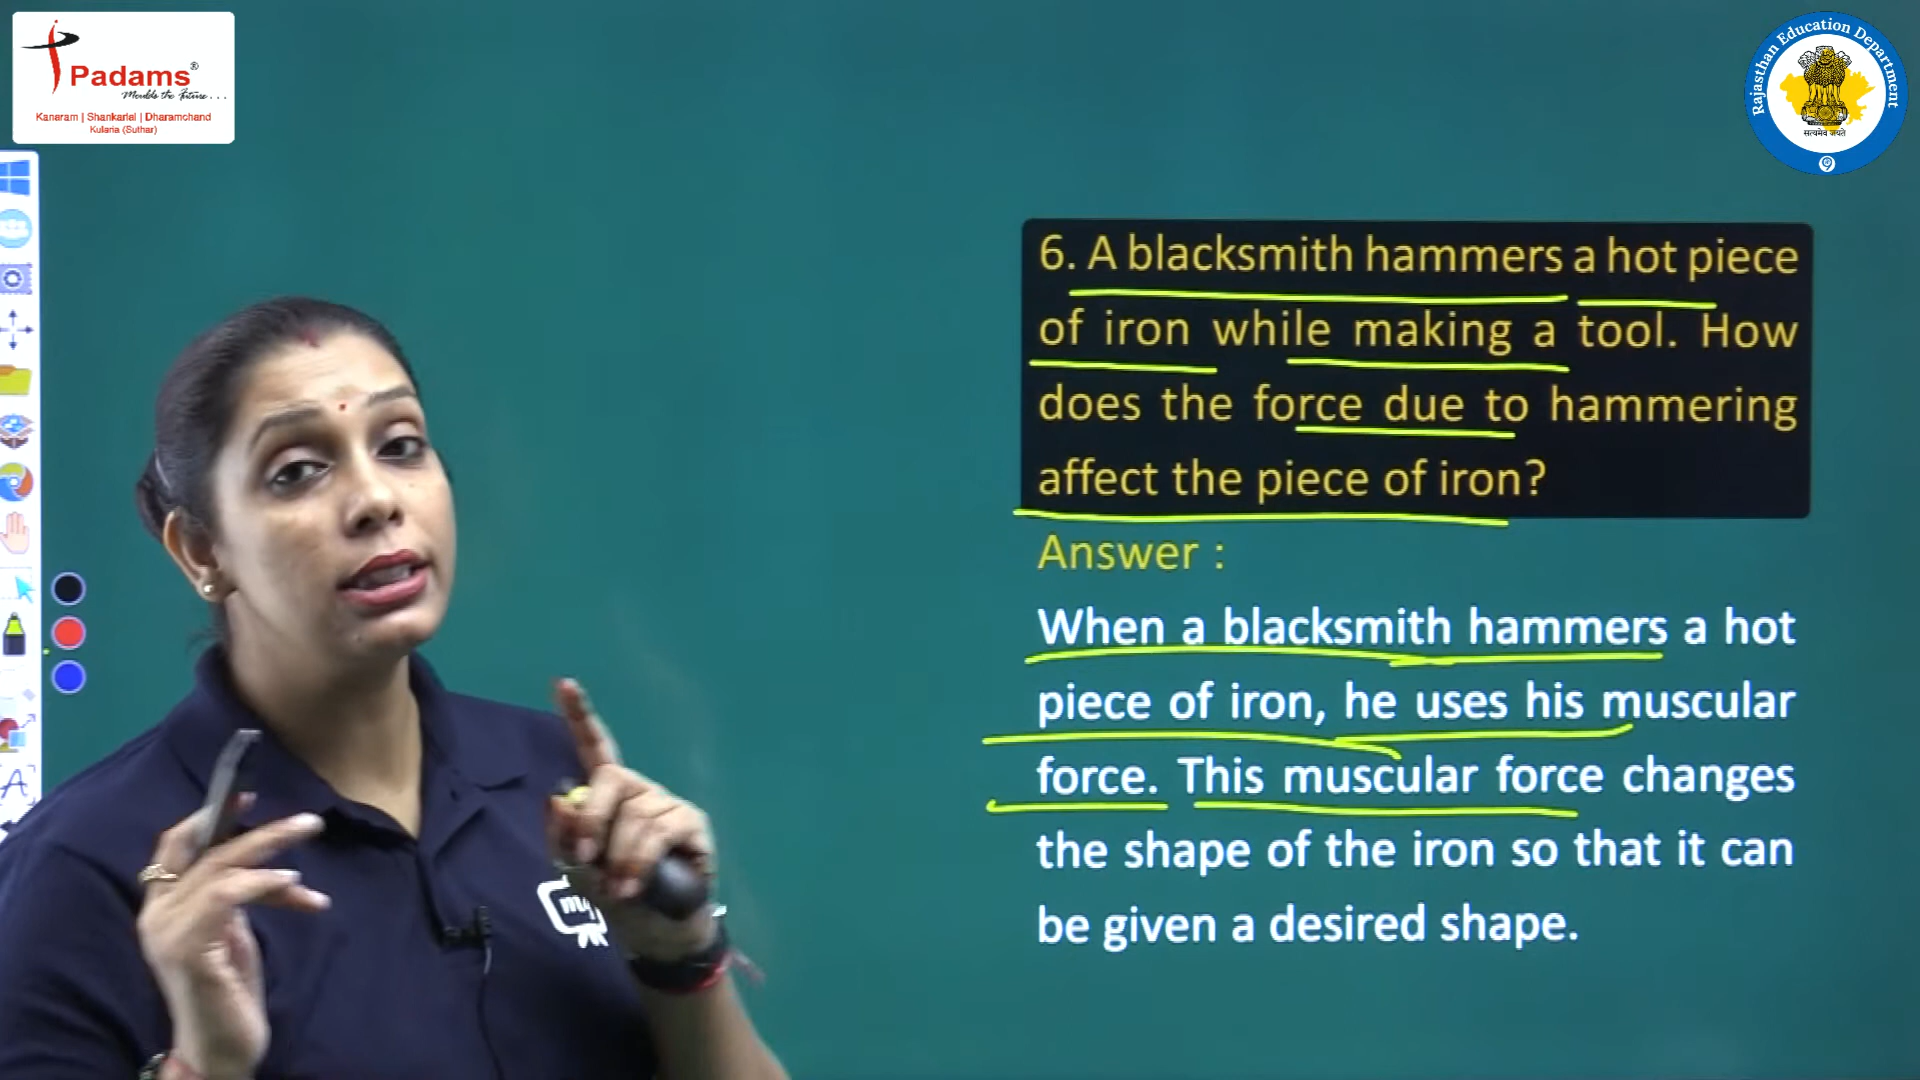 Padams®
Moulds the Future...
Kanaram | Shankarlal | Dharamchand
Kularia (Suthar)
Rajasthan Education Department
सत्यमेव जयते
6. A blacksmith hammers a hot piece
of iron while making a tool. How
does the force due to hammering
affect the piece of iron?
Answer :
When a blacksmith hammers a hot
piece of iron, he uses his muscular
force. This muscular force changes
the shape of the iron so that it can
be given a desired shape.
A